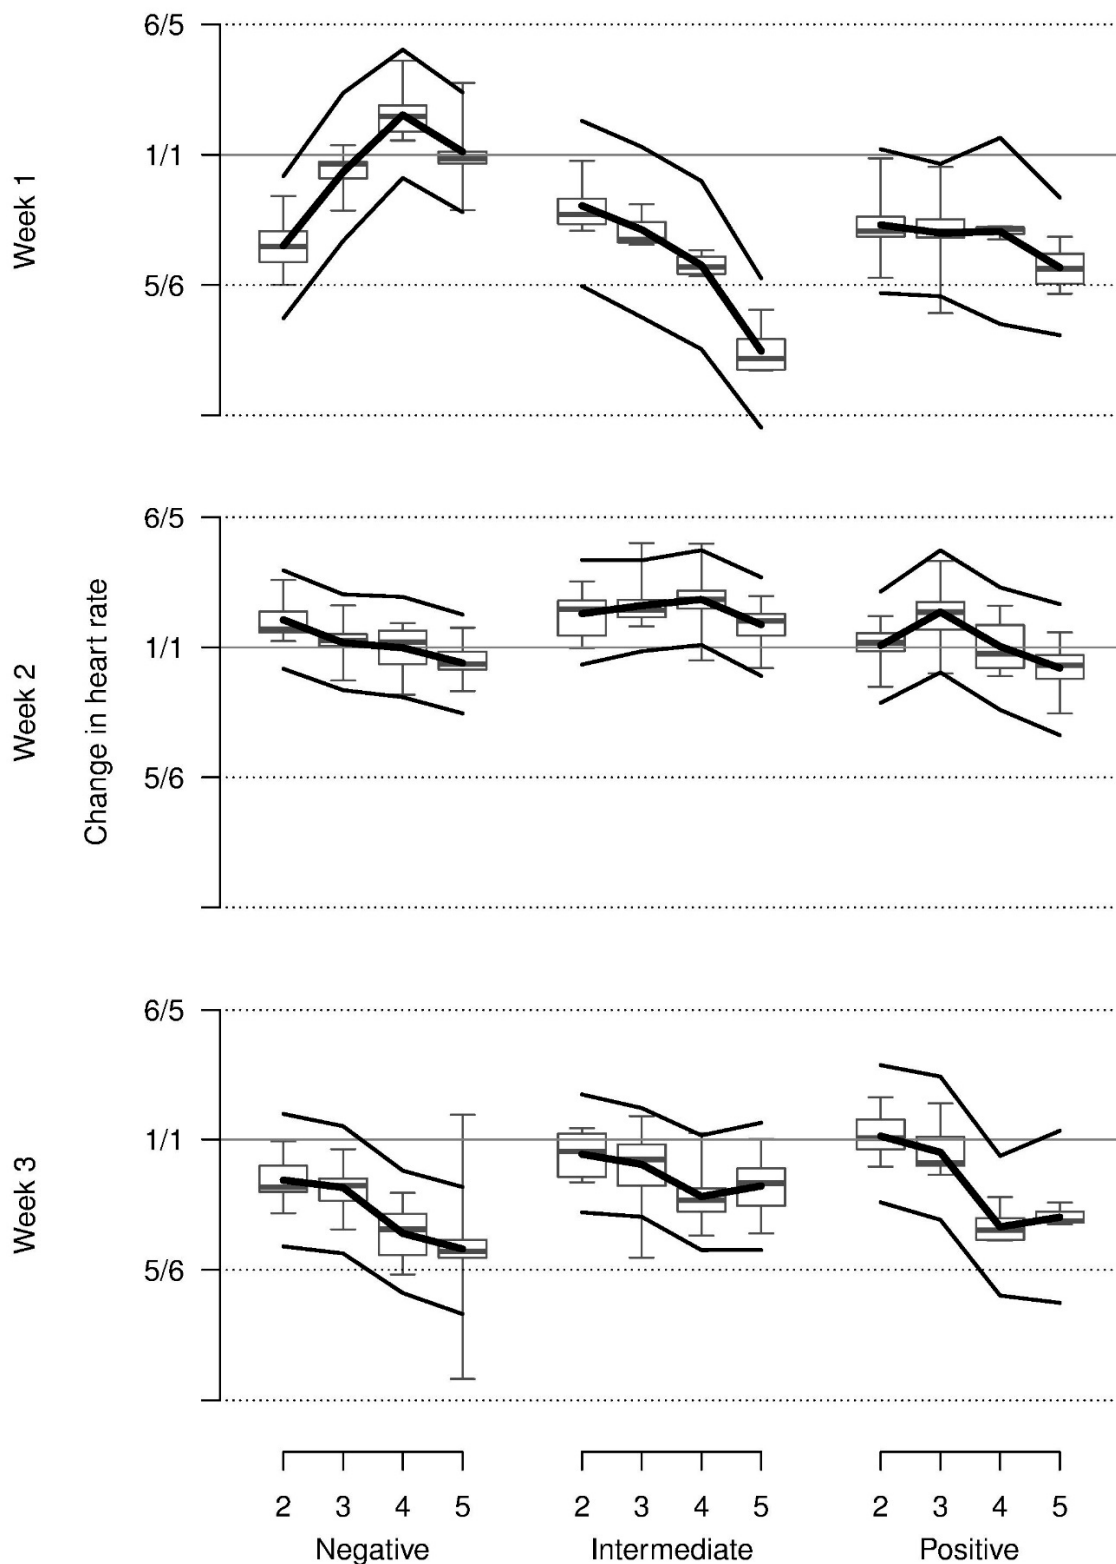 Week 1
6/5
1/1
5/6
Week 2
Change in heart rate
6/5
1/1
5/6
Week 3
6/5
1/1
5/6
2 3 4 5 2 3 4 5 2 3 4 5
Negative Intermediate Positive